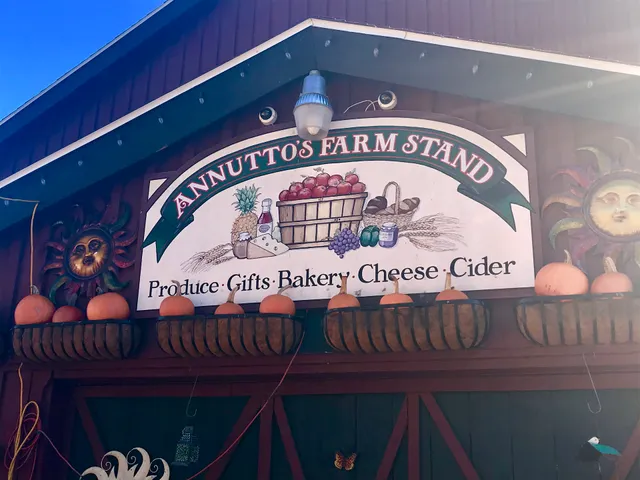 ANNUTTO'S FARM STAND
Produce · Gifts · Bakery · Cheese · Cider